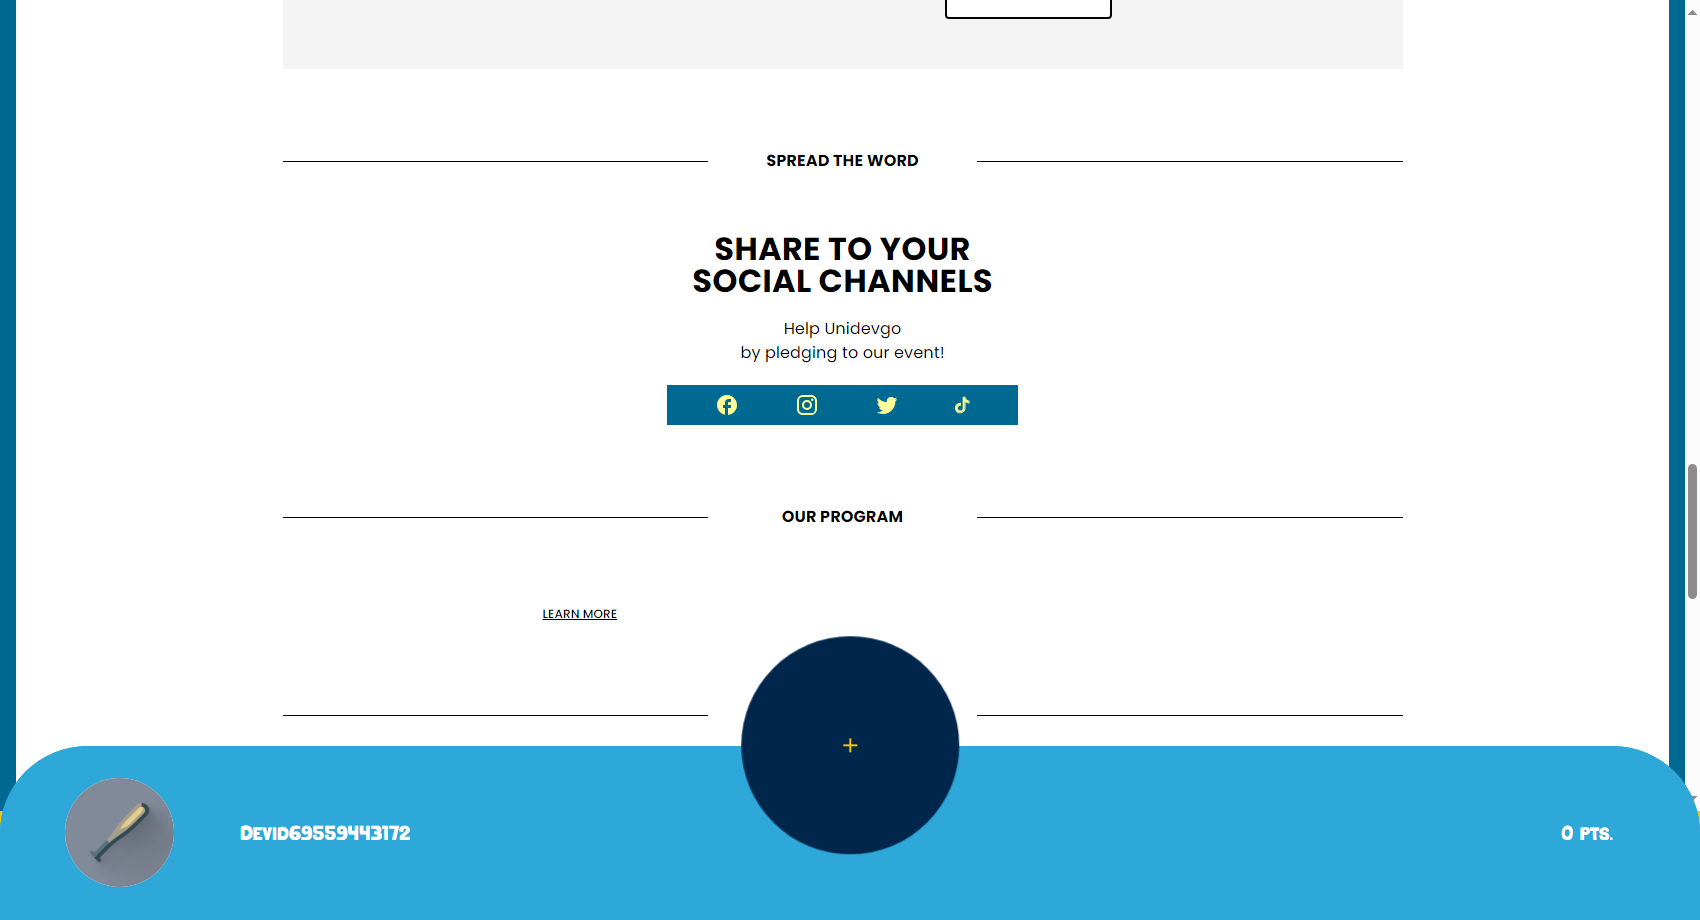 SPREAD THE WORD
SHARE TO YOUR
SOCIAL CHANNELS
Help Unidevgo
by pledging to our event!
OUR PROGRAM
LEARN MORE
+
Devid69559443172
0 PTS.